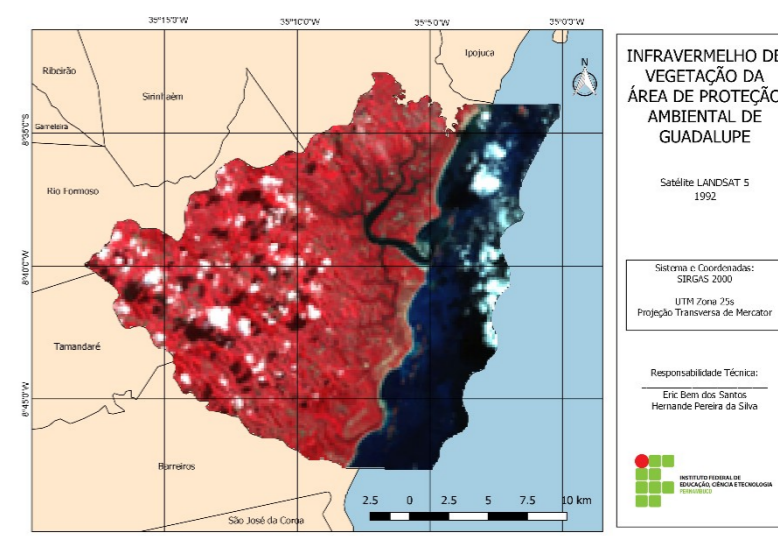 35°15'0"W
35°10'0"W
35°5'0"W
35°0'0"W
Ribeirão
Sirinhaém
Ipojuca
N
Gameleira
Rio Formoso
Tamandaré
Barreiros
São José da Coroa
8°35'0"S
8°40'0"W
8°45'0"W
2.5 0 2.5 5 7.5 10 km
INFRAVERMELHO DE
VEGETAÇÃO DA
ÁREA DE PROTEÇÃO
AMBIENTAL DE
GUADALUPE
Satélite LANDSAT 5
1992
Sistema e Coordenadas:
SIRGAS 2000
UTM Zona 25s
Projeção Transversa de Mercator
Responsabilidade Técnica:
Eric Bem dos Santos
Hernande Pereira da Silva
INSTITUTO FEDERAL DE
EDUCAÇÃO, CIÊNCIA E TECNOLOGIA
PERNAMBUCO